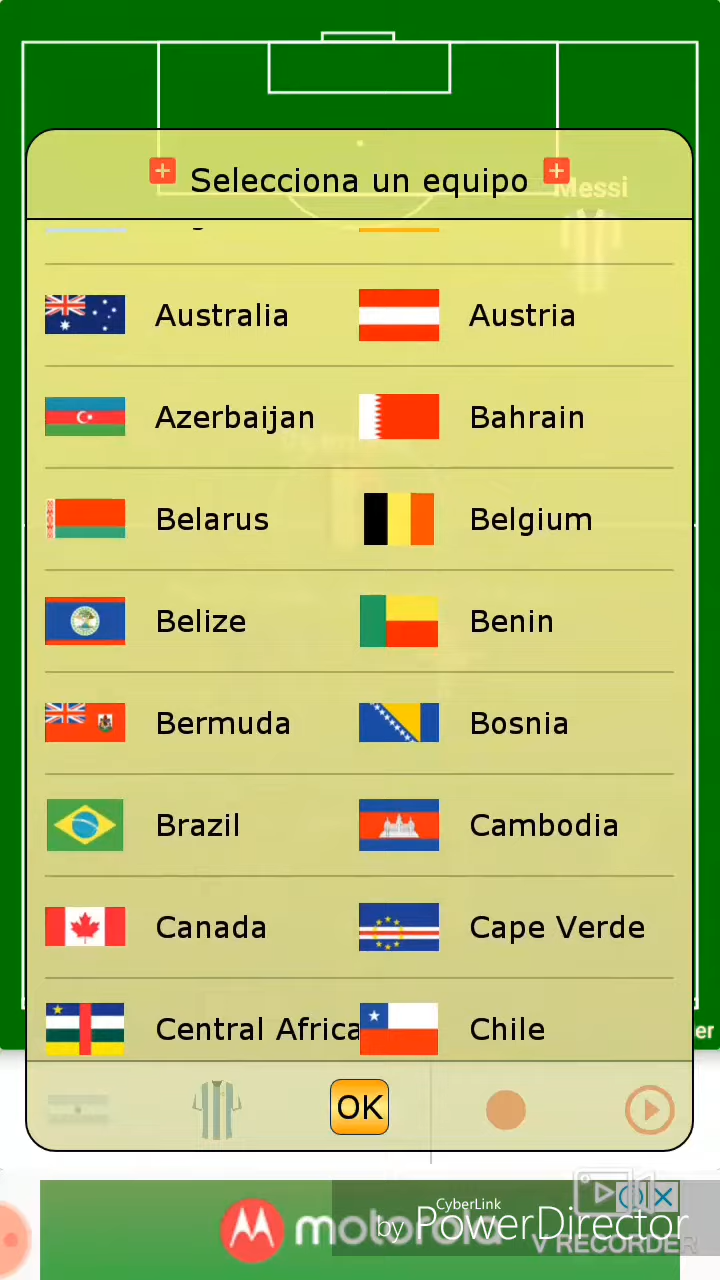 Selecciona un equipo
Messi
Australia
Austria
Azerbaijan
Bahrain
Belarus
Belgium
Belize
Benin
Bermuda
Bosnia
Brazil
Cambodia
Canada
Cape Verde
Central Africa
Chile
er
OK
CyberLink
by PowerDirector
motorola
V RECORDER